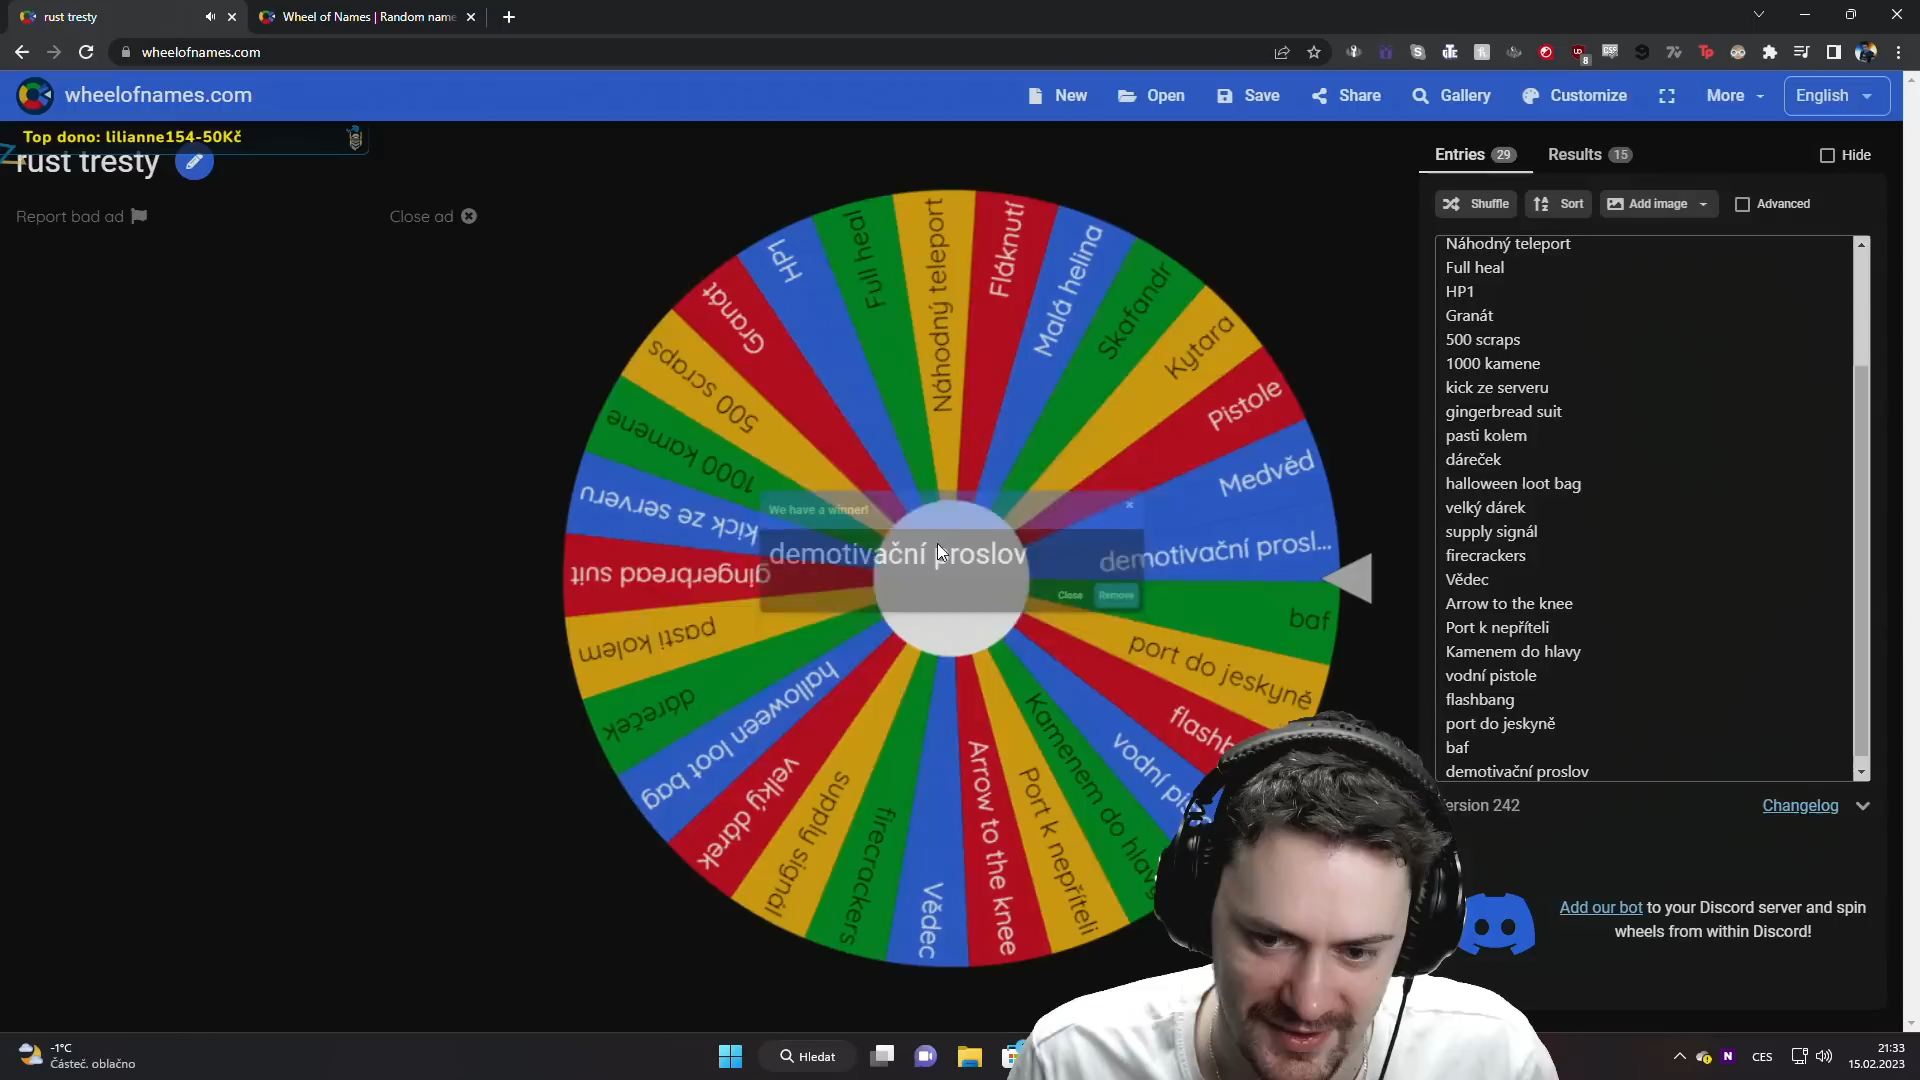 rust tresty
Wheel of Names | Random name
wheelofnames.com
8
wheelofnames.com
New
Open
Save
Share
Gallery
Customize
More
English
Top dono: lilianne154-50Kč
rust tresty
Report bad ad
Close ad
Entries 29
Results 15
Hide
Shuffle
Sort
Add image
Advanced
Náhodný teleport
Full heal
HP1
Granát
500 scraps
1000 kamene
kick ze serveru
gingerbread suit
pasti kolem
dáreček
halloween loot bag
velký dárek
supply signál
firecrackers
Vědec
Arrow to the knee
Port k nepříteli
Kamenem do hlavy
vodní pistole
flashbang
port do jeskyně
baf
demotivační proslov
Náhodný teleport
Fláknutí
Malá helina
Skafandr
Kytara
Pistole
Medvěd
demotivační prosl...
baf
port do jeskyně
flashb
vodní pi
Kamenem do hlavy
Port k nepříteli
Arrow to the knee
Vědec
firecrackers
supply signál
velký dárek
halloween loot bag
dáreček
pasti kolem
gingerbread suit
kick ze serveru
1000 kamene
500 scraps
Granát
HP1
Full heal
We have a winner!
demotivační proslov
Close
Remove
ersion 242
Changelog
Add our bot to your Discord server and spin
wheels from within Discord!
-1°C
Částeč. oblačno
Hledat
CES
21:33
15.02.2023